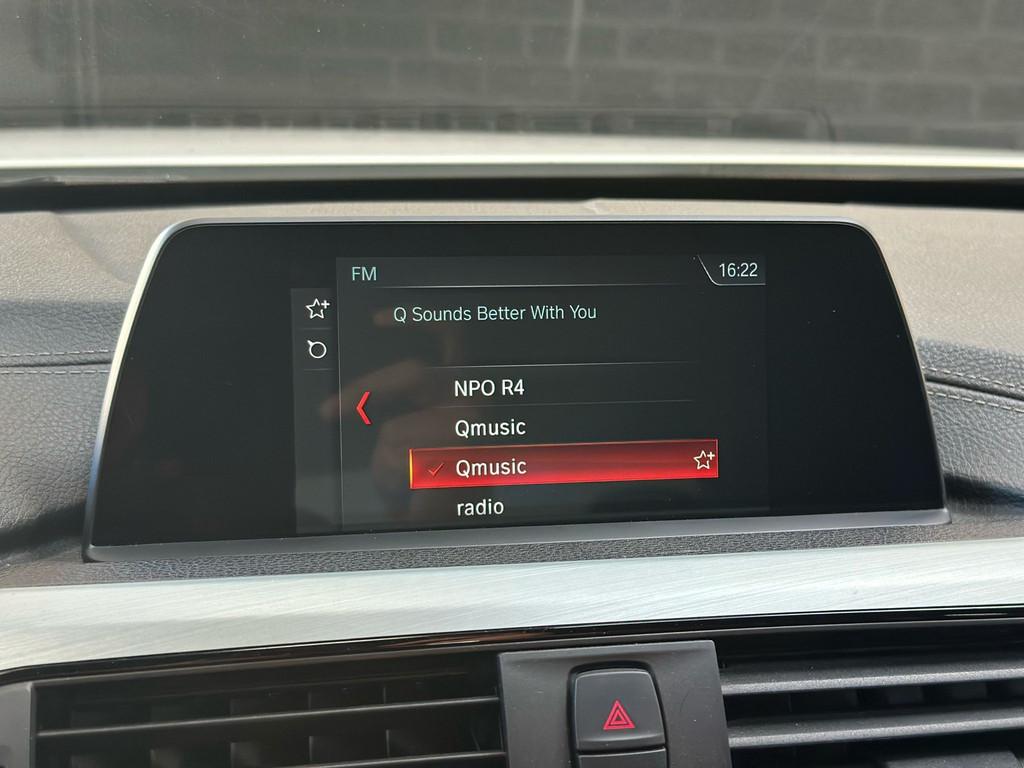 FM
16:22
Q Sounds Better With You
NPO R4
Qmusic
Qmusic
radio